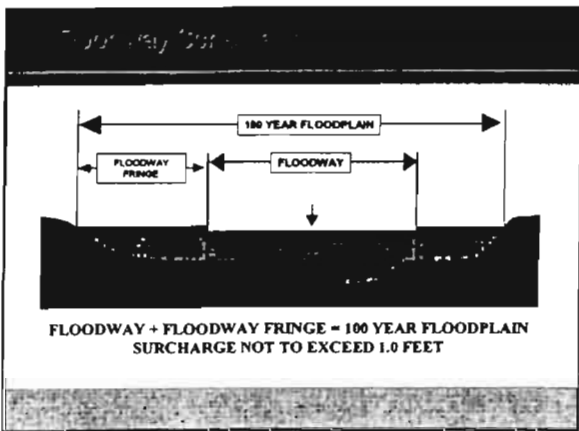 100 YEAR FLOODPLAIN
FLOODWAY
FRINGE
FLOODWAY
FLOODWAY + FLOODWAY FRINGE = 100 YEAR FLOODPLAIN
SURCHARGE NOT TO EXCEED 1.0 FEET